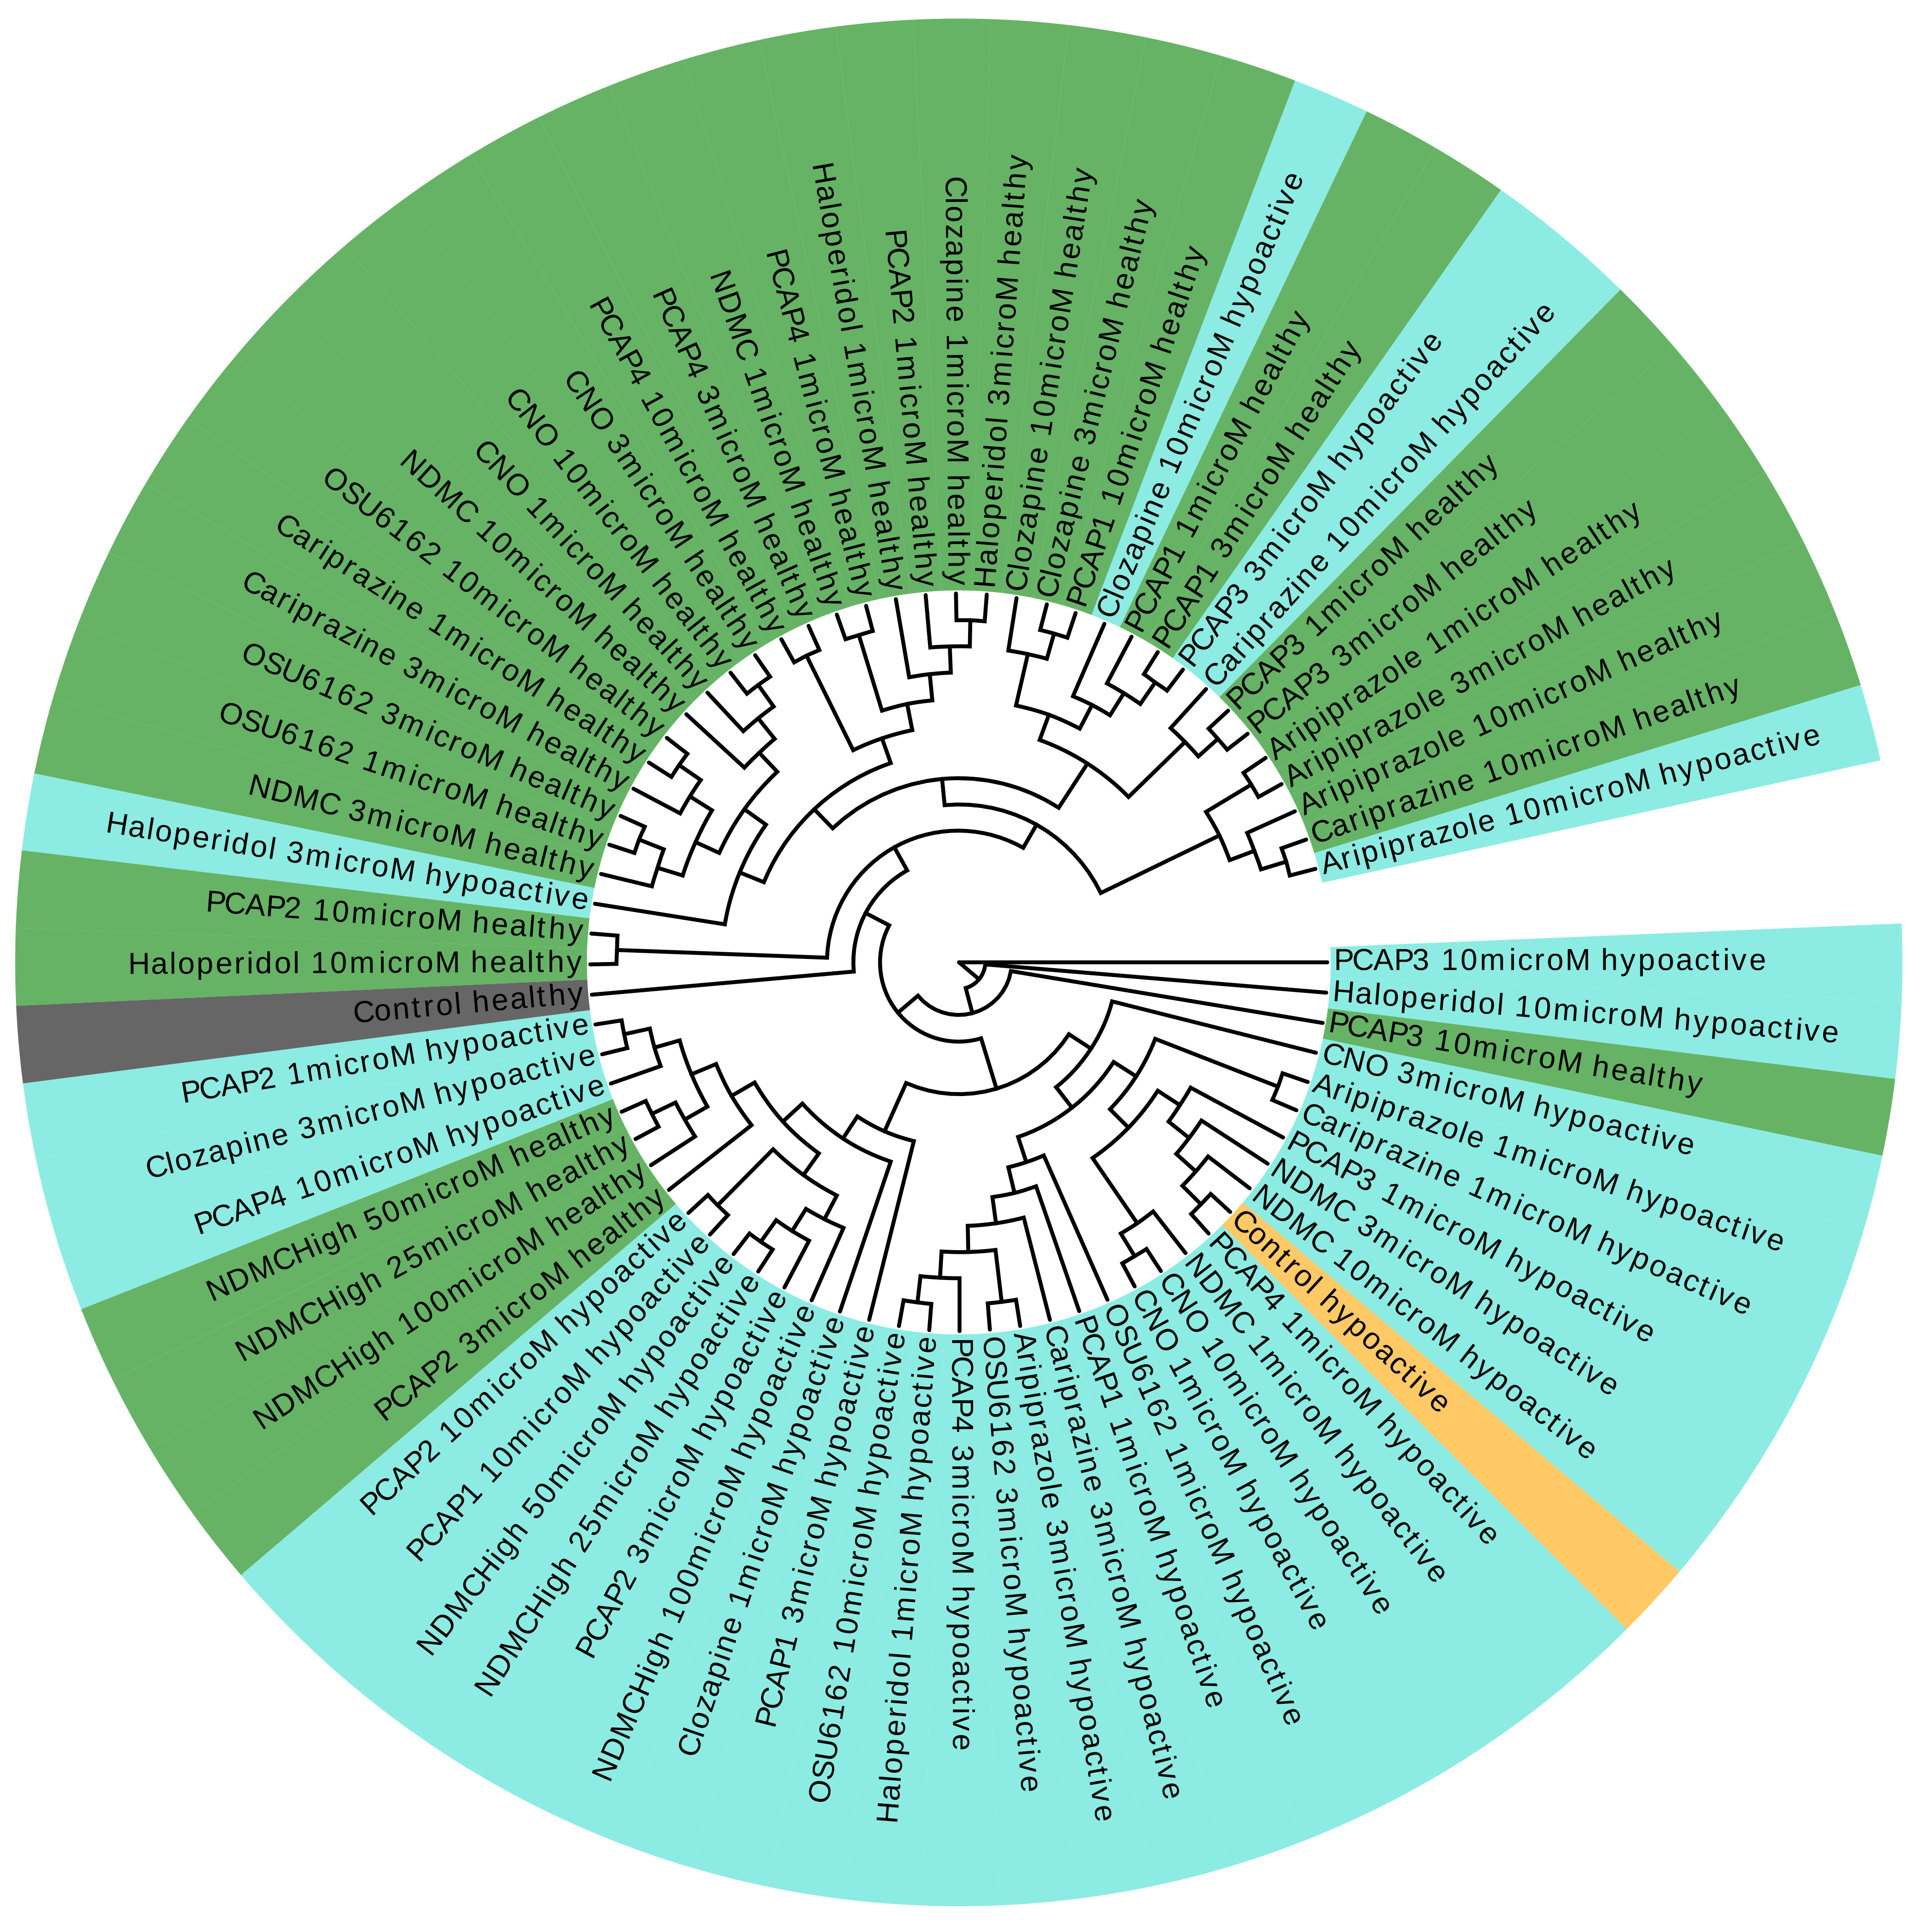 PCAP3 10microM hypoactive
Haloperidol 10microM hypoactive
PCAP3 10microM healthy
CNO 3microM hypoactive
Aripiprazole 1microM hypoactive
Cariprazine 1microM hypoactive
PCAP3 1microM hypoactive
NDMC 3microM hypoactive
NDMC 10microM hypoactive
Control hypoactive
PCAP4 1microM hypoactive
NDMC 1microM hypoactive
CNO 10microM hypoactive
CNO 1microM hypoactive
OSU6162 1microM hypoactive
PCAP1 1microM hypoactive
Cariprazine 3microM hypoactive
Aripiprazole 3microM hypoactive
OSU6162 3microM hypoactive
PCAP4 3microM hypoactive
Haloperidol 1microM hypoactive
OSU6162 10microM hypoactive
PCAP1 3microM hypoactive
Clozapine 1microM hypoactive
NDMCHigh 100microM hypoactive
PCAP2 3microM hypoactive
NDMCHigh 25microM hypoactive
NDMCHigh 50microM hypoactive
PCAP1 10microM hypoactive
PCAP2 10microM hypoactive
PCAP2 3microM healthy
NDMCHigh 100microM healthy
NDMCHigh 25microM healthy
NDMCHigh 50microM healthy
PCAP4 10microM hypoactive
Clozapine 3microM hypoactive
PCAP2 1microM hypoactive
Control healthy
Haloperidol 10microM healthy
PCAP2 10microM healthy
Haloperidol 3microM hypoactive
NDMC 3microM healthy
OSU6162 1microM healthy
OSU6162 3microM healthy
Cariprazine 3microM healthy
Cariprazine 1microM healthy
OSU6162 10microM healthy
NDMC 10microM healthy
CNO 1microM healthy
CNO 10microM healthy
CNO 3microM healthy
PCAP4 10microM healthy
PCAP4 3microM healthy
NDMC 1microM healthy
PCAP4 1microM healthy
Haloperidol 1microM healthy
PCAP2 1microM healthy
Clozapine 1microM healthy
Haloperidol 3microM healthy
Clozapine 10microM healthy
Clozapine 3microM healthy
PCAP1 10microM healthy
Clozapine 10microM hypoactive
PCAP1 1microM healthy
PCAP1 3microM healthy
PCAP3 3microM hypoactive
Cariprazine 10microM hypoactive
PCAP3 1microM healthy
PCAP3 3microM healthy
Aripiprazole 1microM healthy
Aripiprazole 3microM healthy
Aripiprazole 10microM healthy
Cariprazine 10microM healthy
Aripiprazole 10microM hypoactive